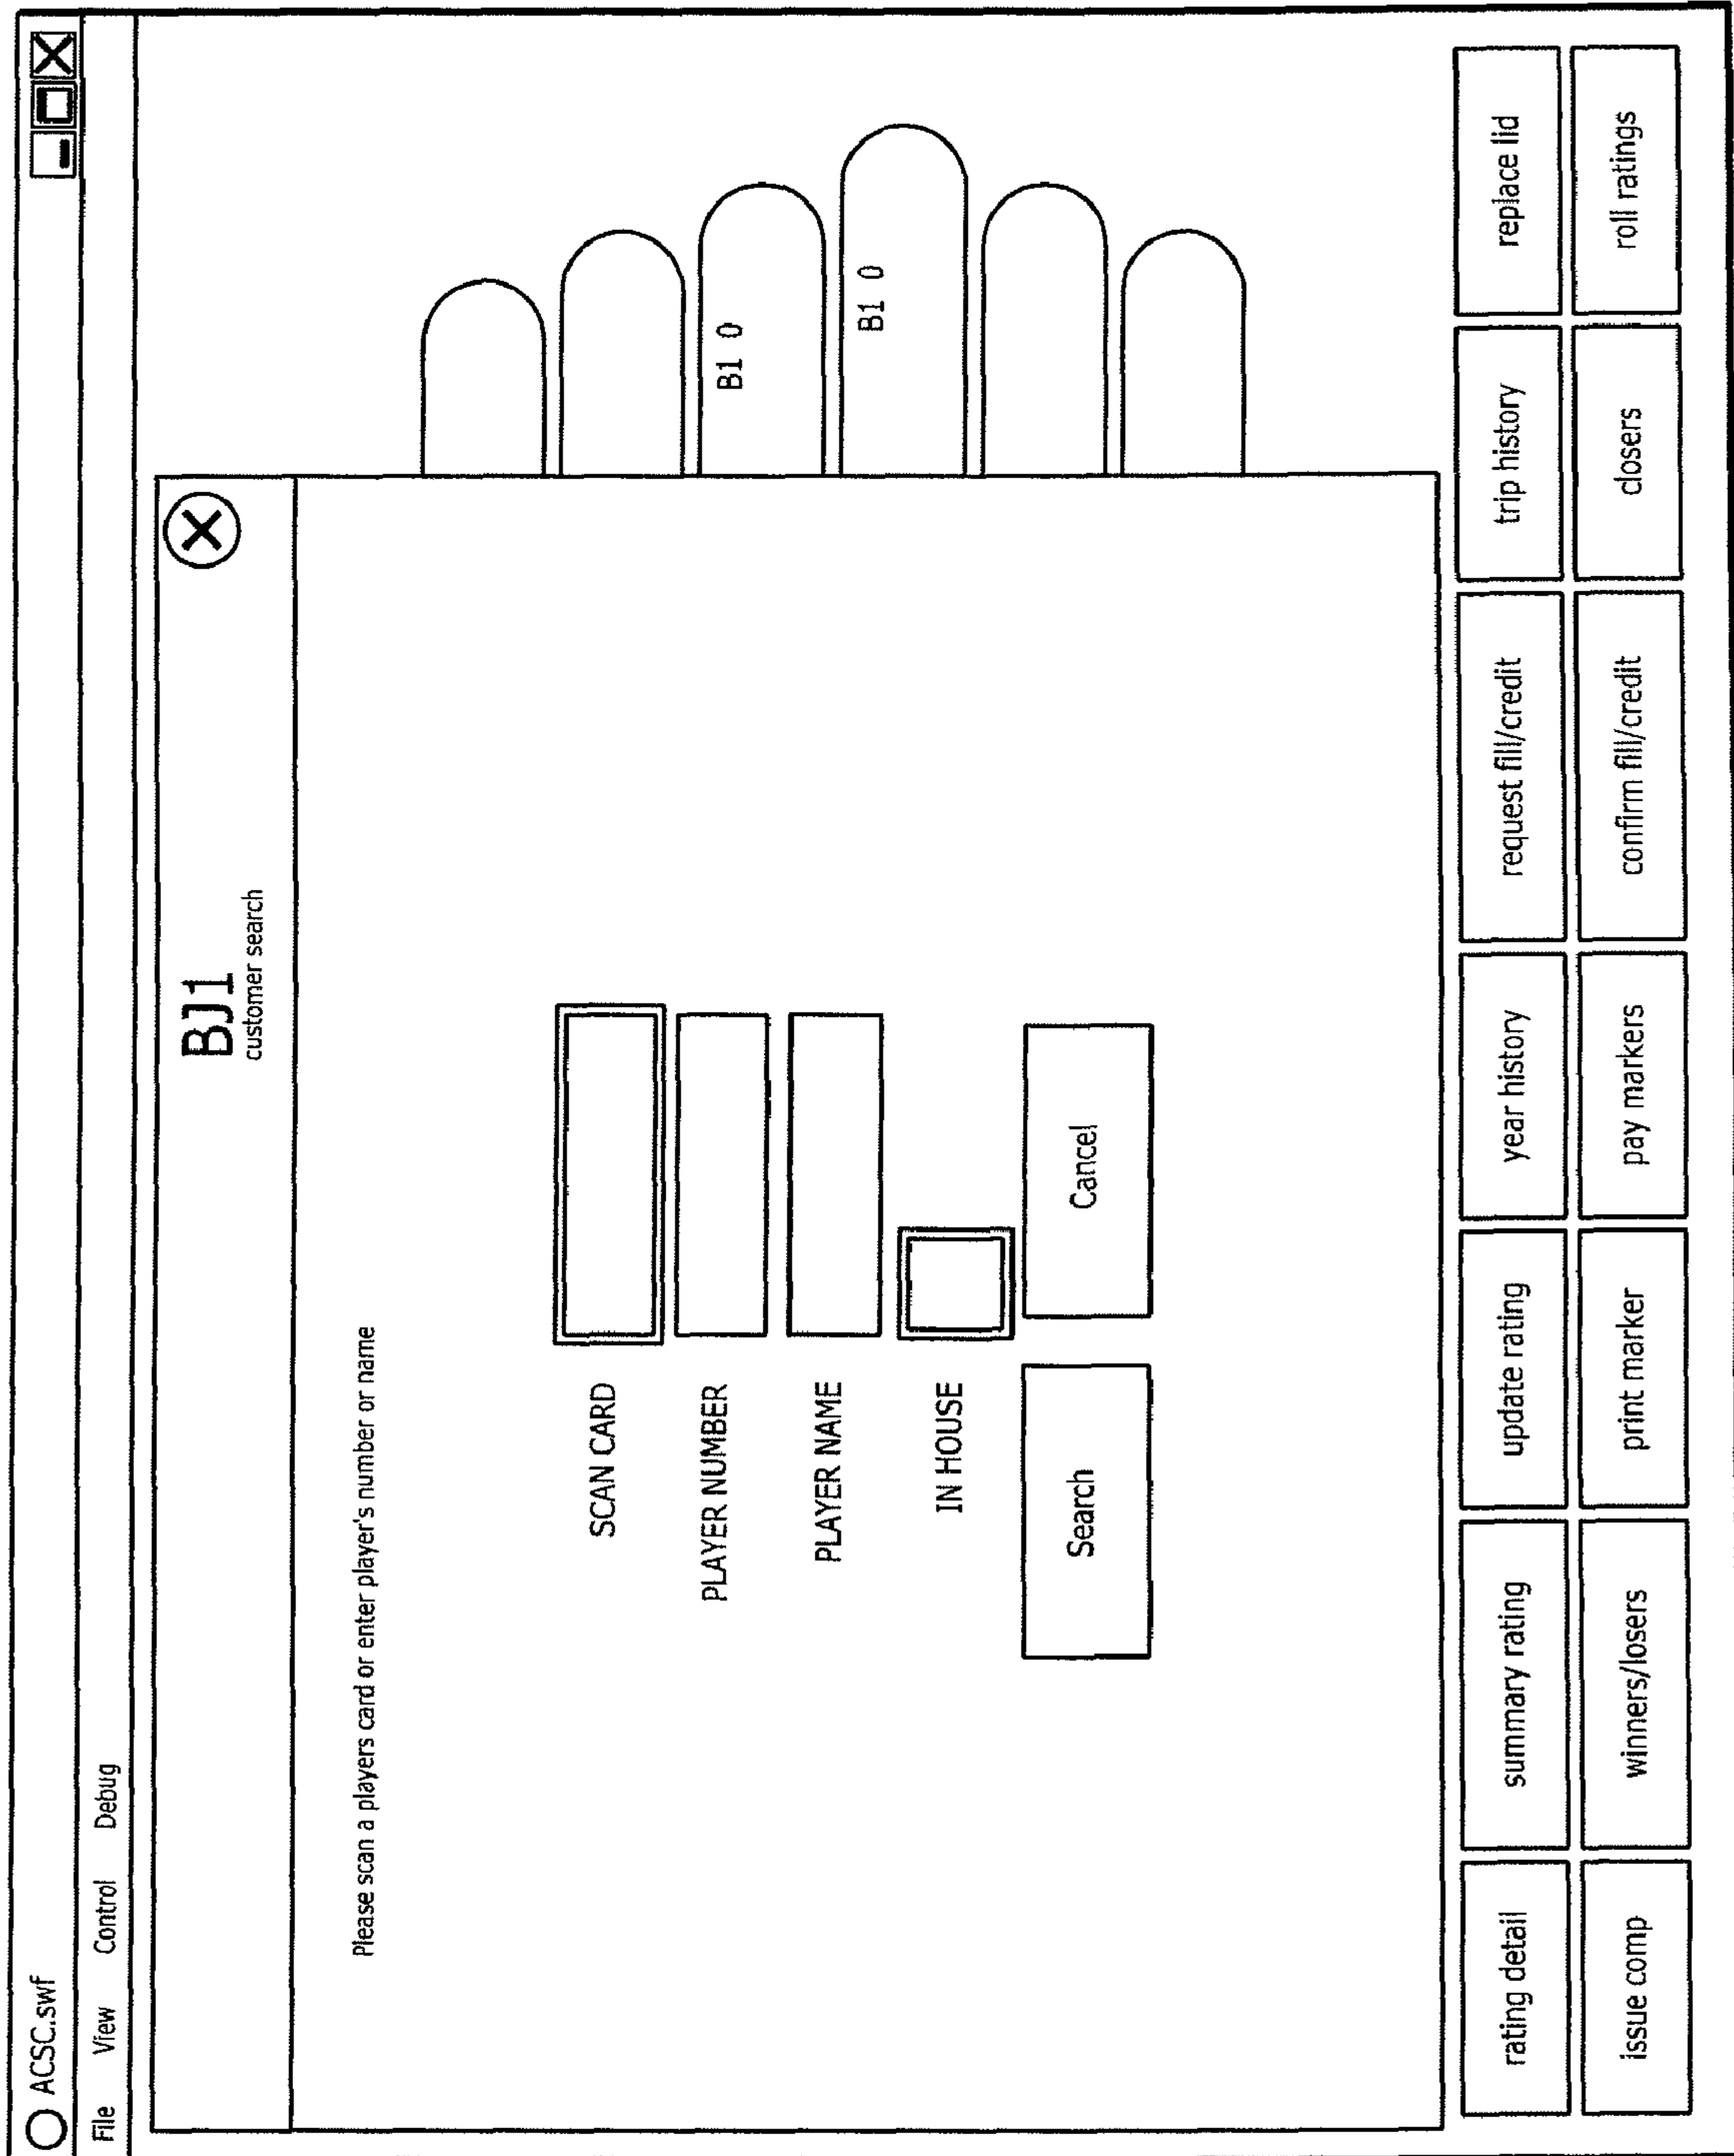 ACSC.swf
File View Control Debug
BJ1
customer search
Please scan a players card or enter player's number or name
SCAN CARD
PLAYER NUMBER
PLAYER NAME
IN HOUSE
Search Cancel
B1 0
B1 0
rating detail summary rating update rating year history request fill/credit trip history replace lid
issue comp winners/losers print marker pay markers confirm fill/credit closers roll ratings